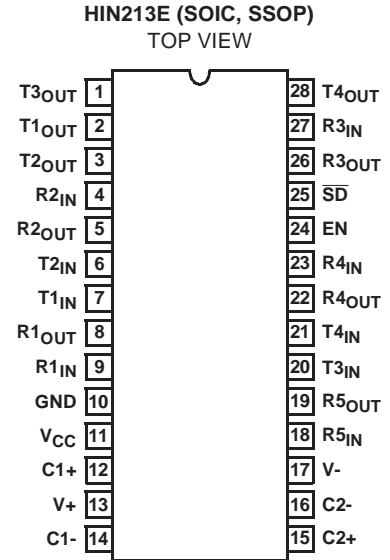 HIN213E (SOIC, SSOP)
TOP VIEW
T3OUT 1
T1OUT 2
T2OUT 3
R2IN 4
R2OUT 5
T2IN 6
T1IN 7
R1OUT 8
R1IN 9
GND 10
VCC 11
C1+ 12
V+ 13
C1- 14
28 T4OUT
27 R3IN
26 R3OUT
25 S̅D̅
24 EN
23 R4IN
22 R4OUT
21 T4IN
20 T3IN
19 R5OUT
18 R5IN
17 V-
16 C2-
15 C2+